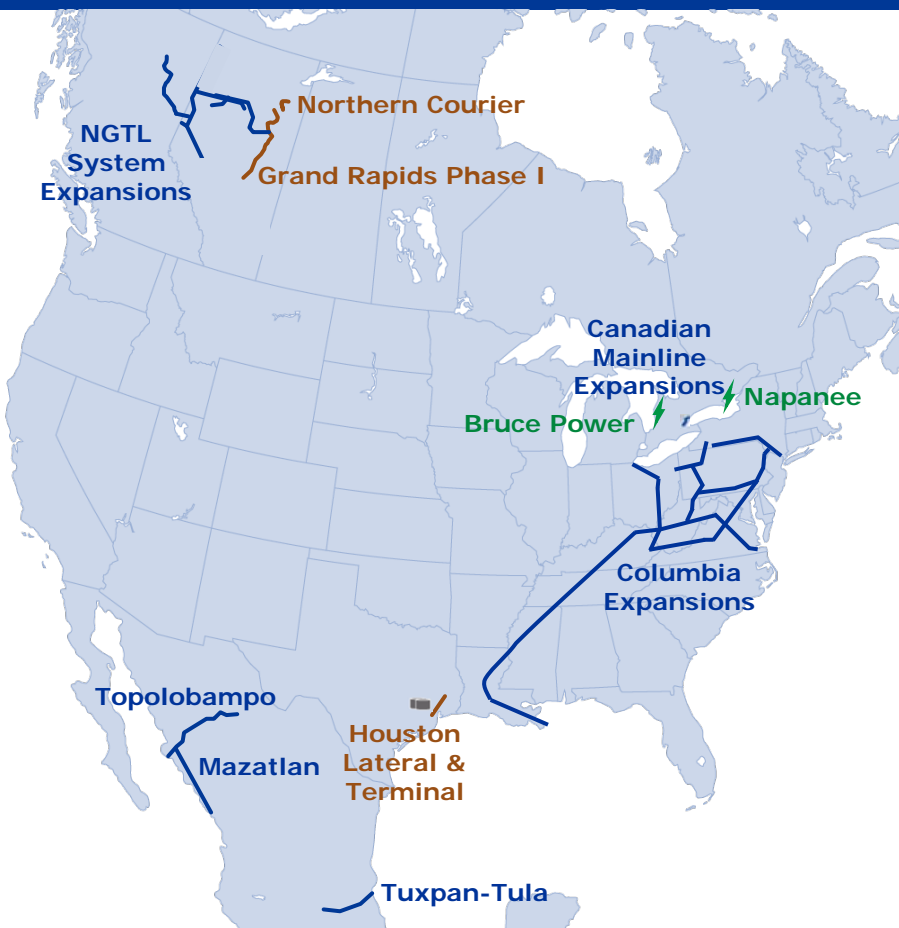 Northern Courier
NGTL
System
Expansions
Grand Rapids Phase I
Canadian
Mainline
Expansions
Napanee
Bruce Power
Columbia
Expansions
Topolobampo
Houston
Lateral &
Terminal
Mazatlan
Tuxpan-Tula